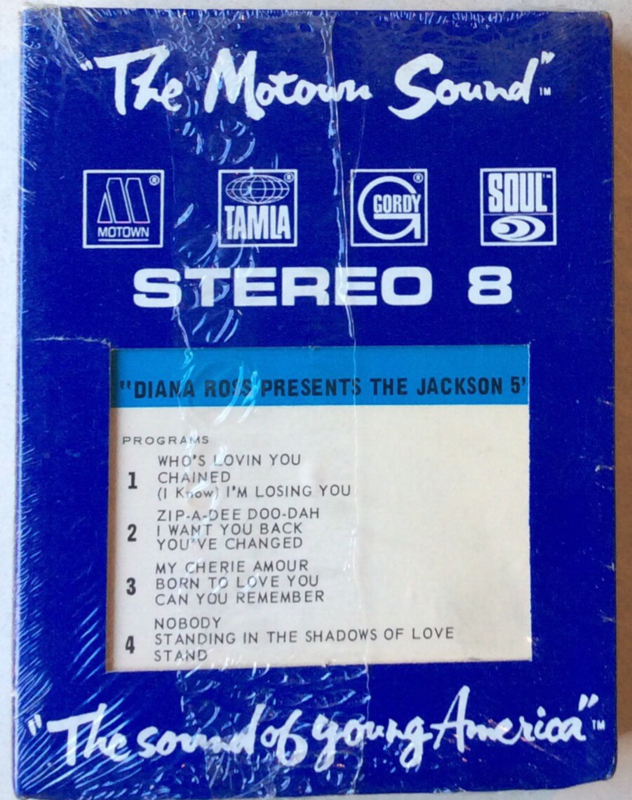 "The Motown Sound"™
MOTOWN®
TAMLA®
GORDY®
SOUL™
STEREO 8
"DIANA ROSS PRESENTS THE JACKSON 5'
PROGRAMS
1 WHO'S LOVIN YOU
CHAINED
(I Know) I'M LOSING YOU
2 ZIP-A-DEE DOO-DAH
I WANT YOU BACK
YOU'VE CHANGED
3 MY CHERIE AMOUR
BORN TO LOVE YOU
CAN YOU REMEMBER
4 NOBODY
STANDING IN THE SHADOWS OF LOVE
STAND
"The sound of young America"™